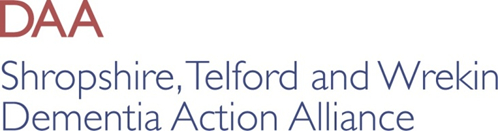 DAA
Shropshire, Telford and Wrekin
Dementia Action Alliance